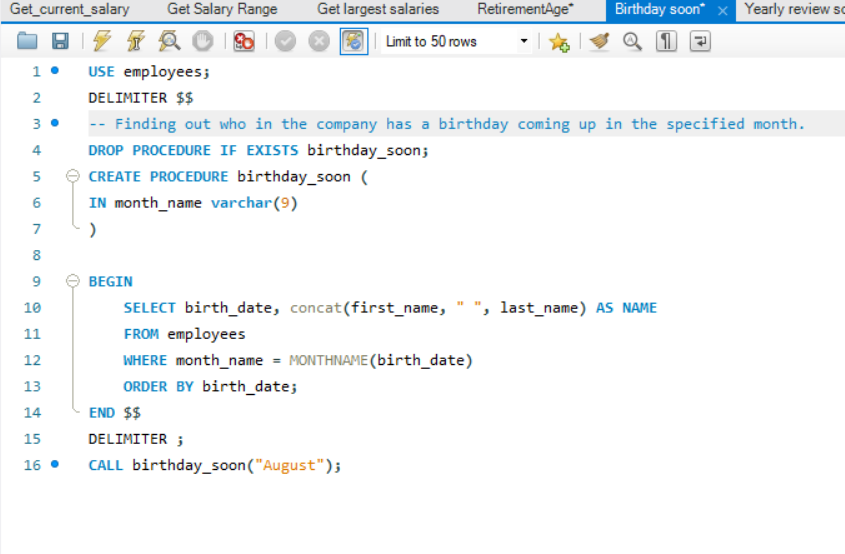 Get_current_salary Get Salary Range Get largest salaries RetirementAge* Birthday soon* Yearly review
Limit to 50 rows
1 USE employees;
2 DELIMITER $$
3 -- Finding out who in the company has a birthday coming up in the specified month.
4 DROP PROCEDURE IF EXISTS birthday_soon;
5 CREATE PROCEDURE birthday_soon (
6 IN month_name varchar(9)
7 )
8
9 BEGIN
10 SELECT birth_date, concat(first_name, " ", last_name) AS NAME
11 FROM employees
12 WHERE month_name = MONTHNAME(birth_date)
13 ORDER BY birth_date;
14 END $$
15 DELIMITER ;
16 CALL birthday_soon("August");